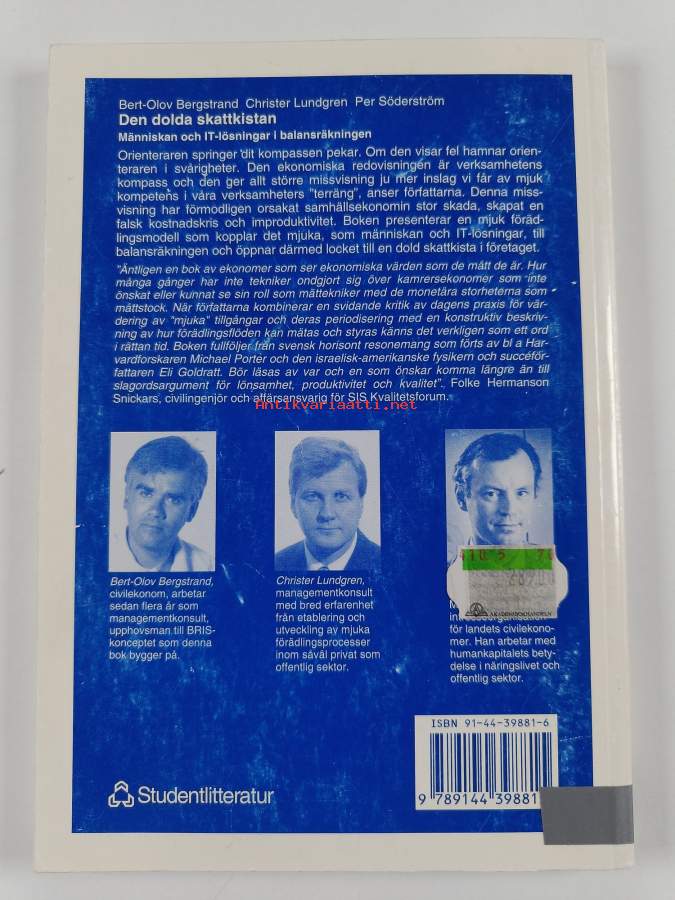 Bert-Olov Bergstrand Christer Lundgren Per Söderström
Den dolda skattkistan
Människan och IT-lösningar i balansräkningen
Orienteraren springer dit kompassen pekar. Om den visar fel hamnar orien-
teraren i svårigheter. Den ekonomiska redovisningen är verksamhetens
kompass och den ger allt större missvisning ju mer inslag vi får av mjuk
kompetens i våra verksamheters "terräng", anser författarna. Denna miss-
visning har förmodligen orsakat samhällsekonomin stor skada, skapat en
falsk kostnadskris och improduktivitet. Boken presenterar en mjuk föräd-
lingsmodell som kopplar det mjuka, som människan och IT-lösningar, till
balansräkningen och öppnar därmed locket till en dold skattkista i företaget.
"Äntligen en bok av ekonomer som ser ekonomiska värden som de mått de är. Hur
många gånger har inte tekniker ondgjort sig över kamrersekonomer som inte
önskat eller kunnat se sin roll som mättekniker med de monetära storheterna som
måttstock. När författarna kombinerar en svidande kritik av dagens praxis för vär-
dering av "mjuka" tillgångar och deras periodisering med en konstruktiv beskriv-
ning av hur förädlingsflöden kan mätas och styras känns det verkligen som ett ord
i rättan tid. Boken fullföljer från svensk horisont resonemang som förts av bl a Har-
vardforskaren Michael Porter och den israelisk-amerikanske fysikern och succéför-
fattaren Eli Goldratt. Bör läsas av var och en som önskar komma längre än till
slagordsargument för lönsamhet, produktivitet och kvalitet". Folke Hermanson
Snickars, civilingenjör och affärsansvarig för SIS Kvalitetsforum.
Antikvariaatti.net
Bert-Olov Bergstrand,
civilekonom, arbetar
sedan flera år som
managementkonsult,
upphovsman till BRIS-
konceptet som denna
bok bygger på.
Christer Lundgren,
managementkonsult
med bred erfarenhet
från etablering och
utveckling av mjuka
förädlingsprocesser
inom såväl privat som
offentlig sektor.
AKADEMIBOKHANDELN
för landets civilekono-
mer. Han arbetar med
humankapitalets bety-
delse i näringslivet och
offentlig sektor.
ISBN 91-44-39881-6
9 789144 39881
Studentlitteratur